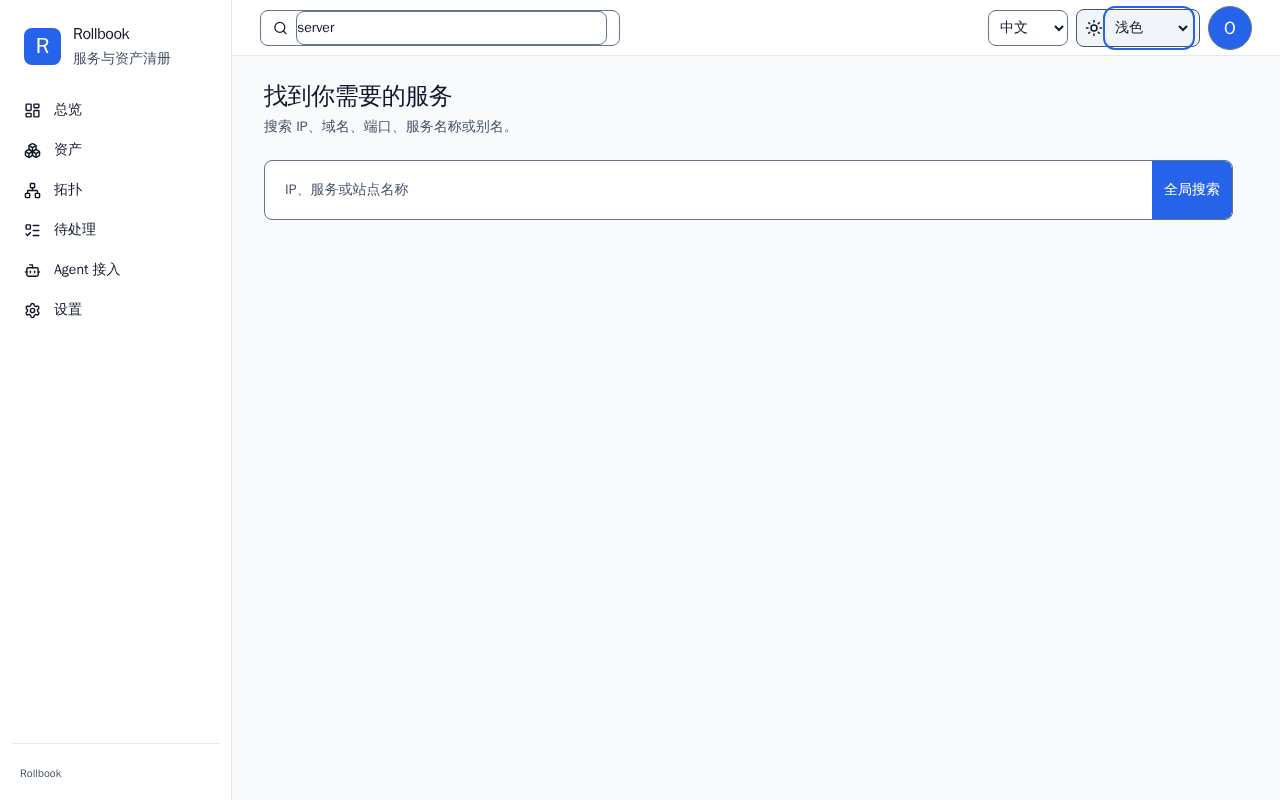 R
Rollbook
服务与资产清册
总览
资产
拓扑
待处理
Agent 接入
设置
Rollbook
server
中文
浅色
O
找到你需要的服务
搜索 IP、域名、端口、服务名称或别名。
IP、服务或站点名称
全局搜索